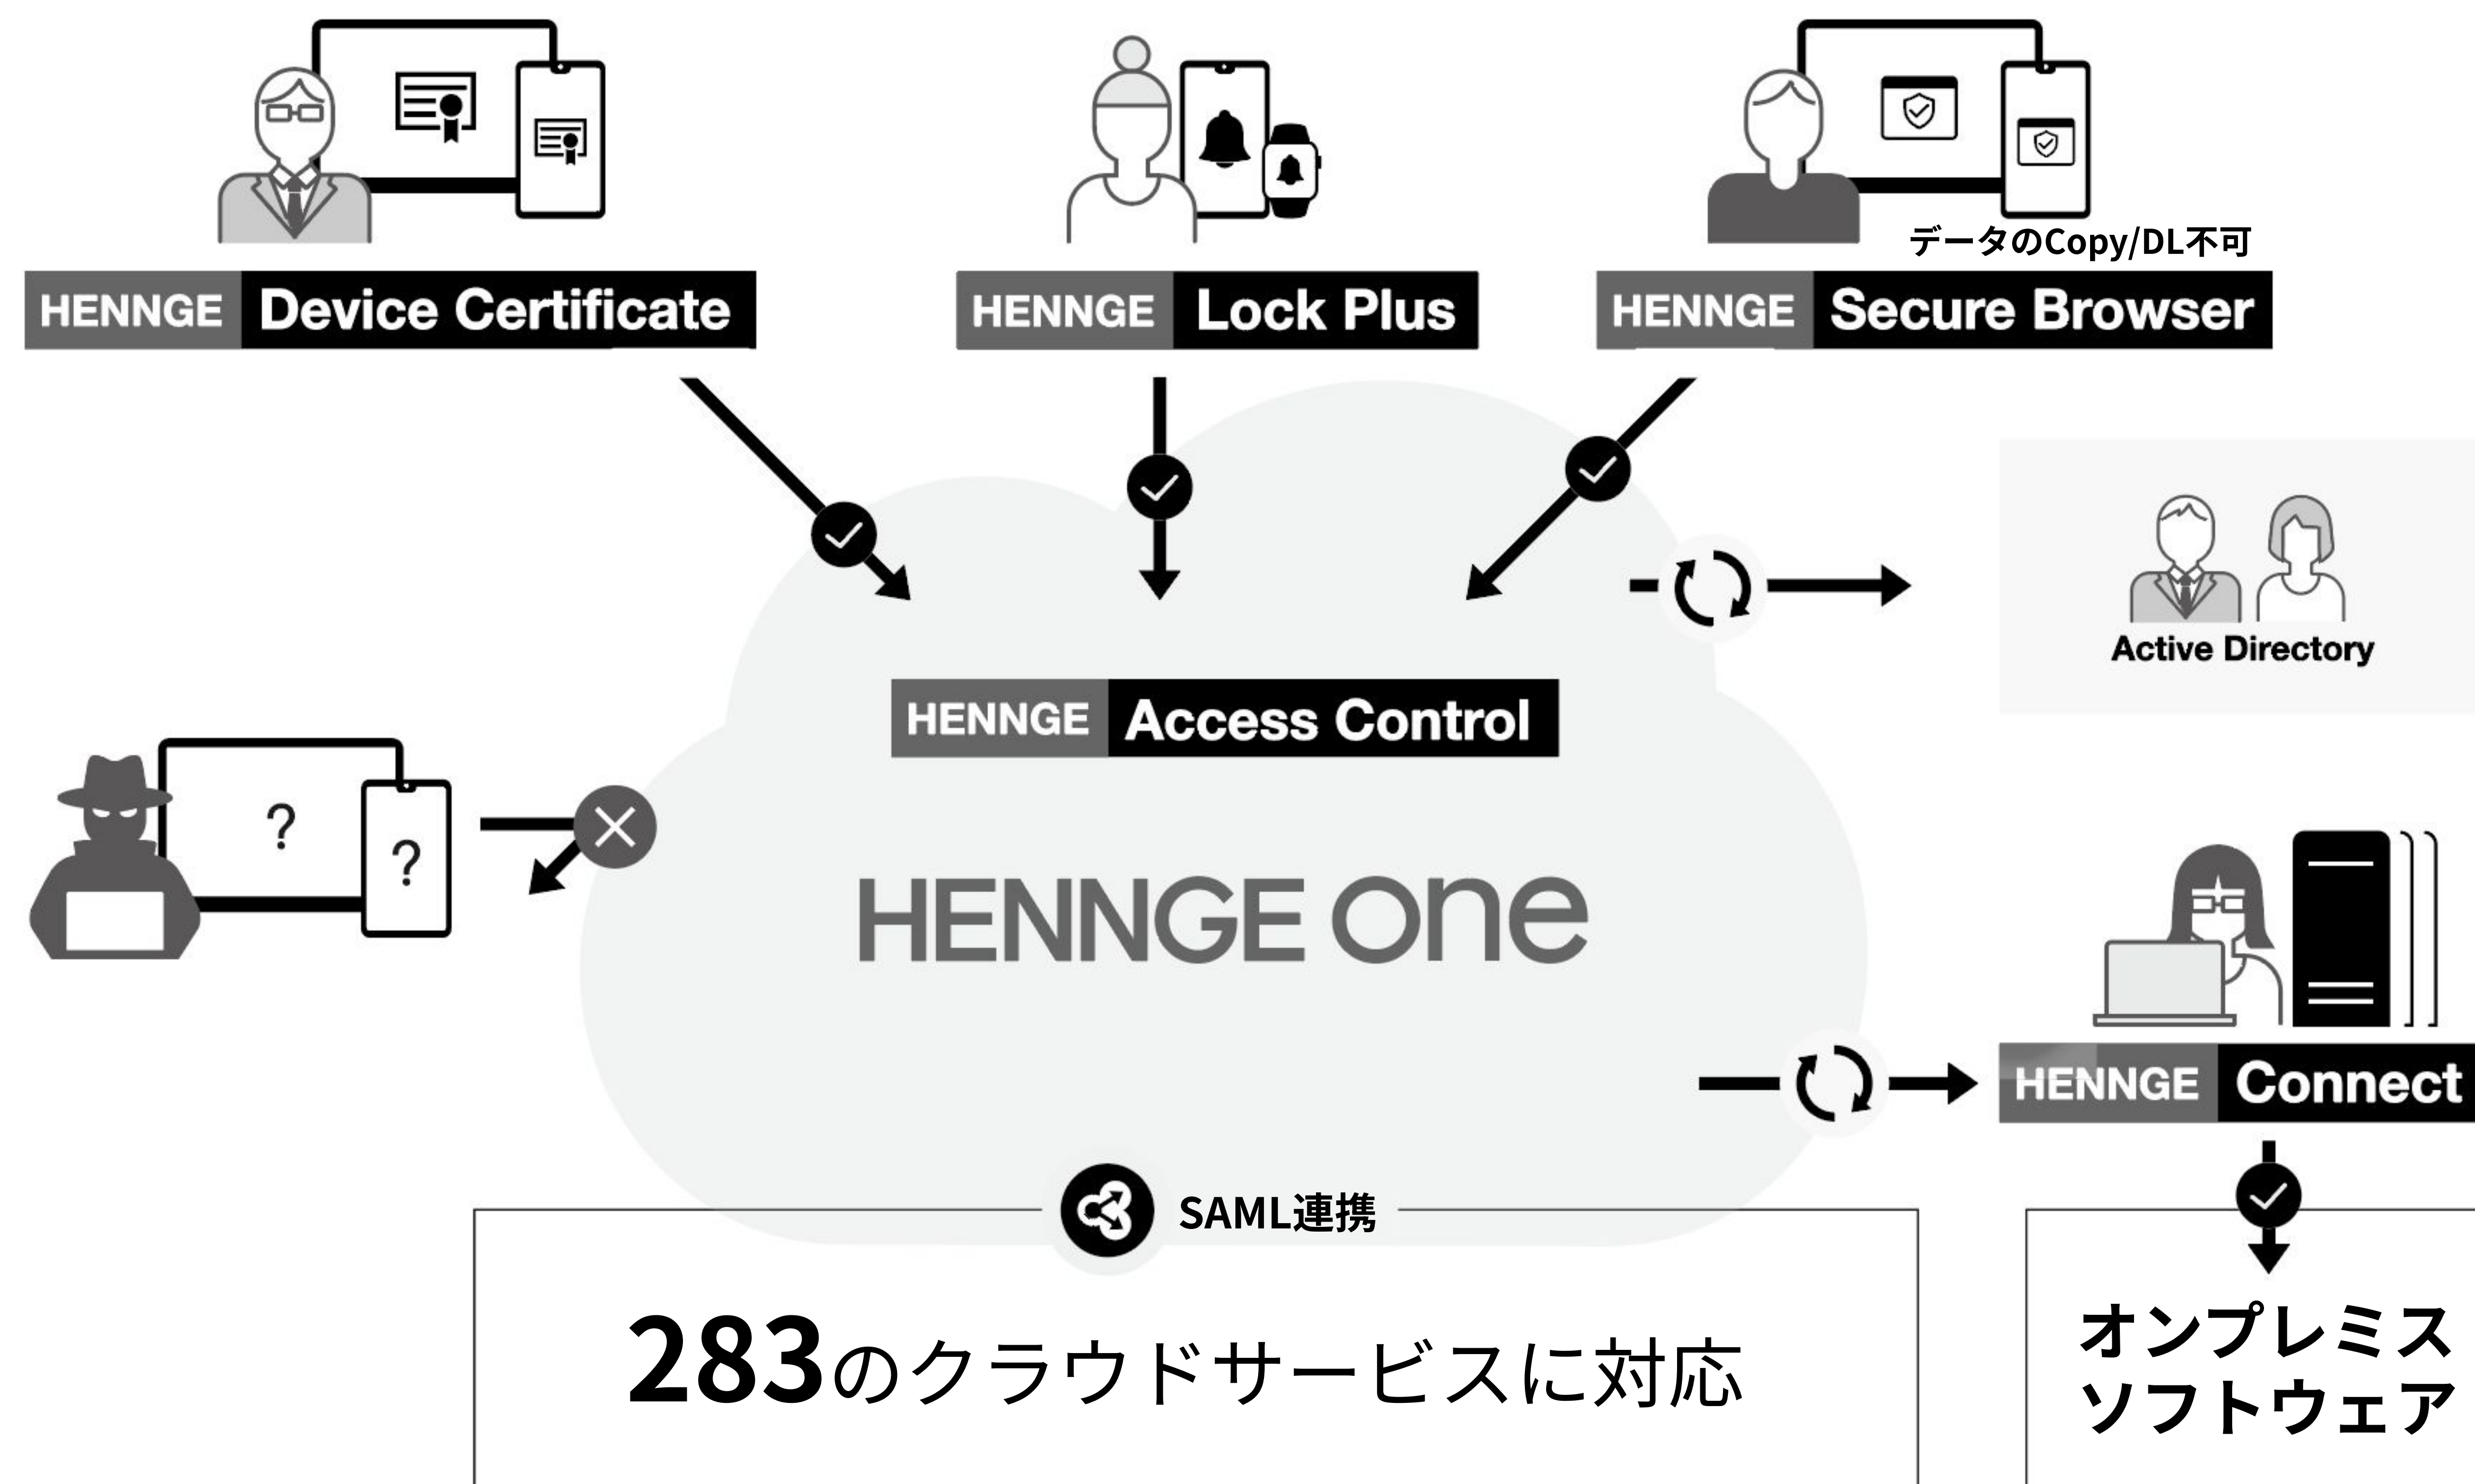 データのCopy/DL不可
HENNGE Device Certificate
HENNGE Lock Plus
HENNGE Secure Browser
Active Directory
HENNGE Access Control
?
?
HENNGE one
HENNGE Connect
SAML連携
283のクラウドサービスに対応
オンプレミス
ソフトウェア